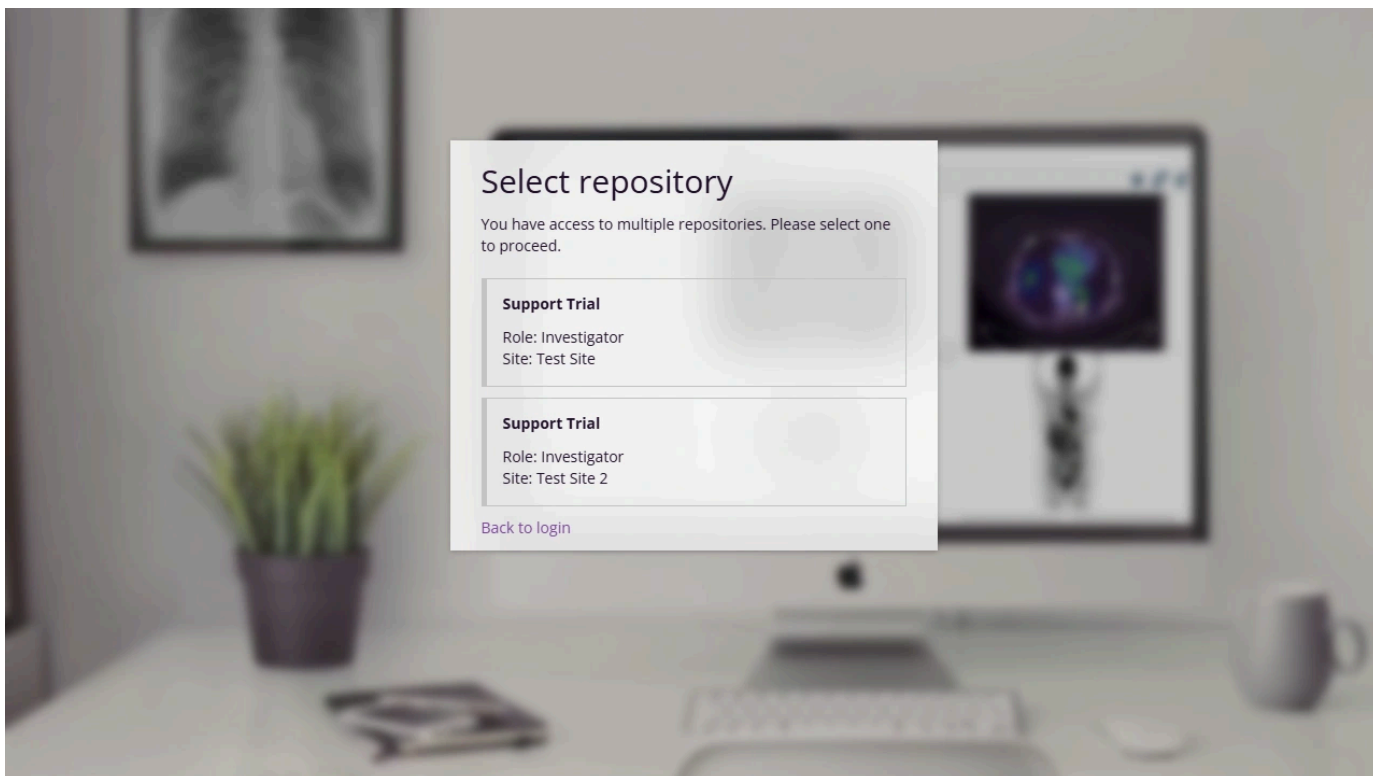 Select repository
You have access to multiple repositories. Please select one
to proceed.
Support Trial
Role: Investigator
Site: Test Site
Support Trial
Role: Investigator
Site: Test Site 2
Back to login